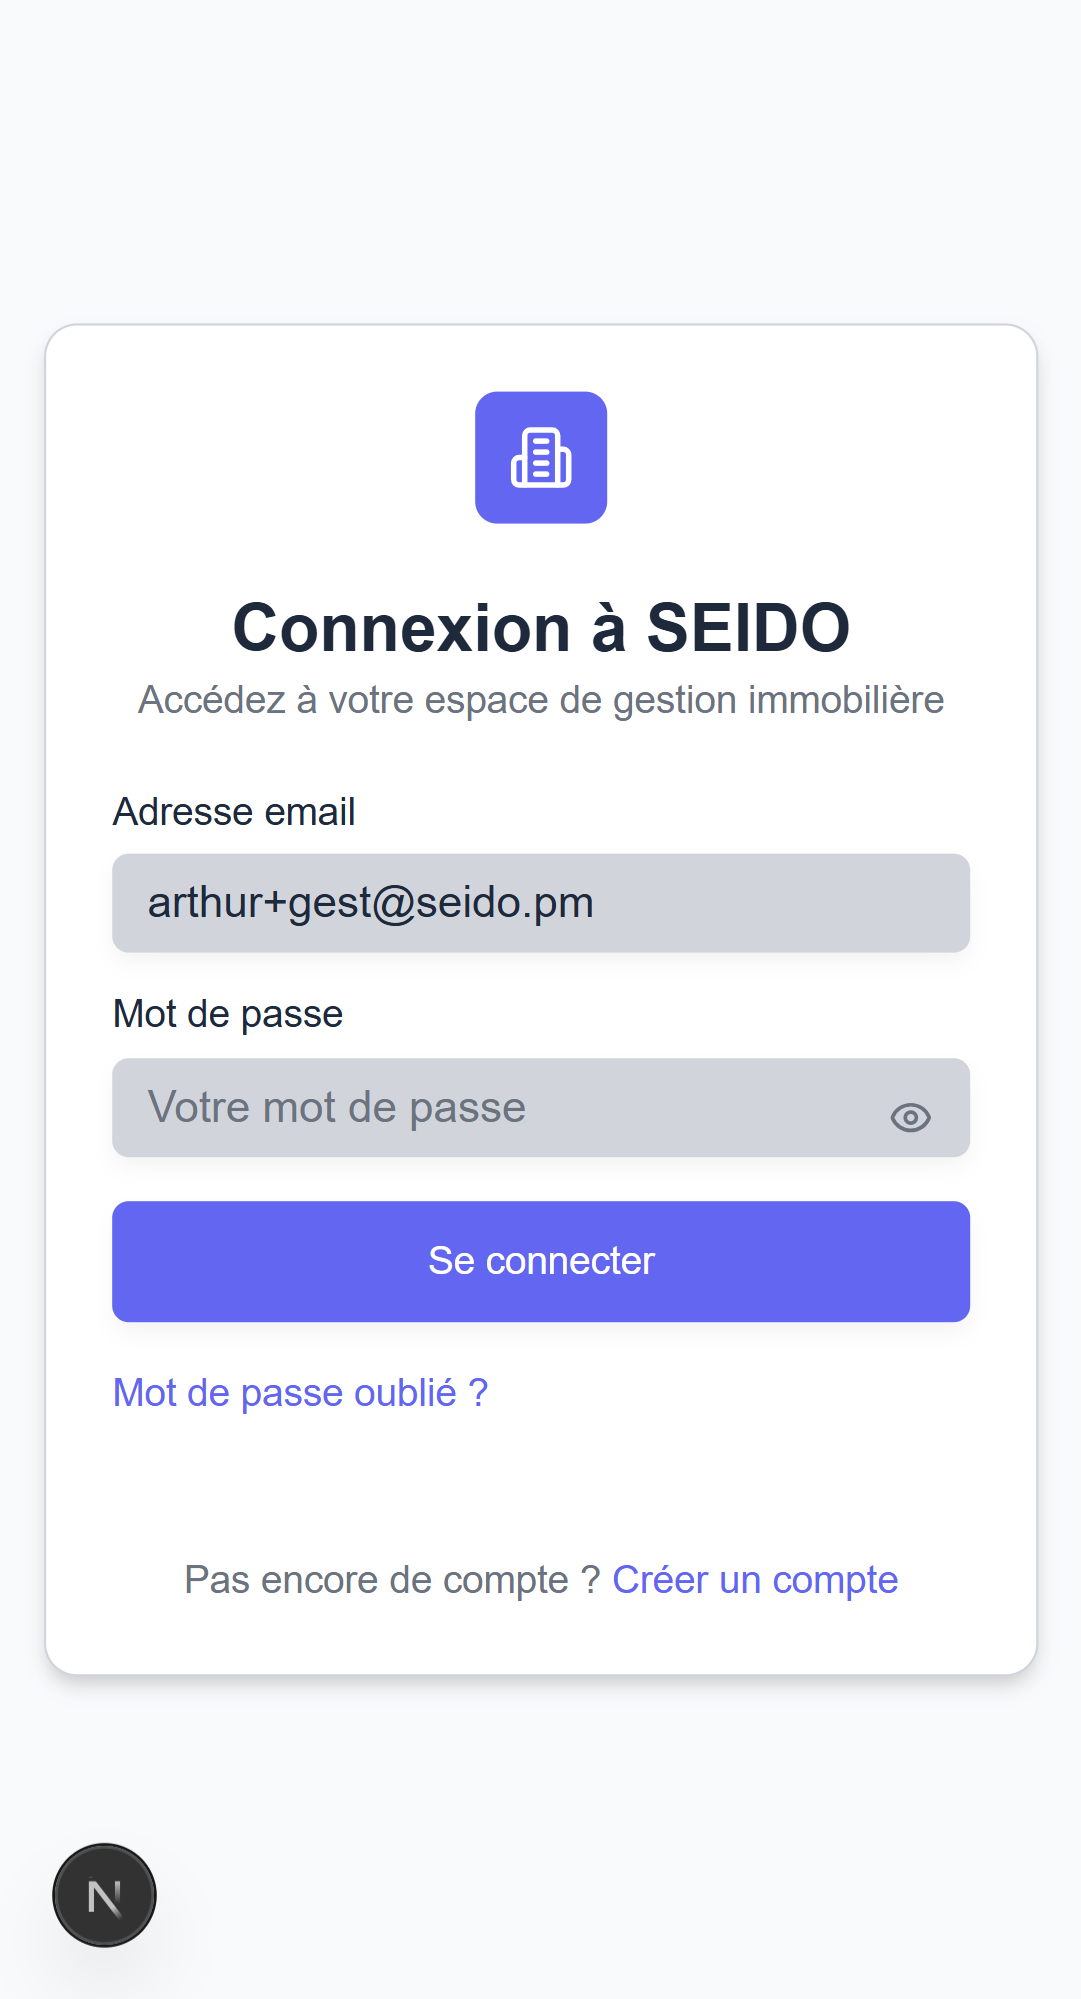 Connexion à SEIDO
Accédez à votre espace de gestion immobilière
Adresse email
arthur+gest@seido.pm
Mot de passe
Votre mot de passe
Se connecter
Mot de passe oublié ?
Pas encore de compte ? Créer un compte
N